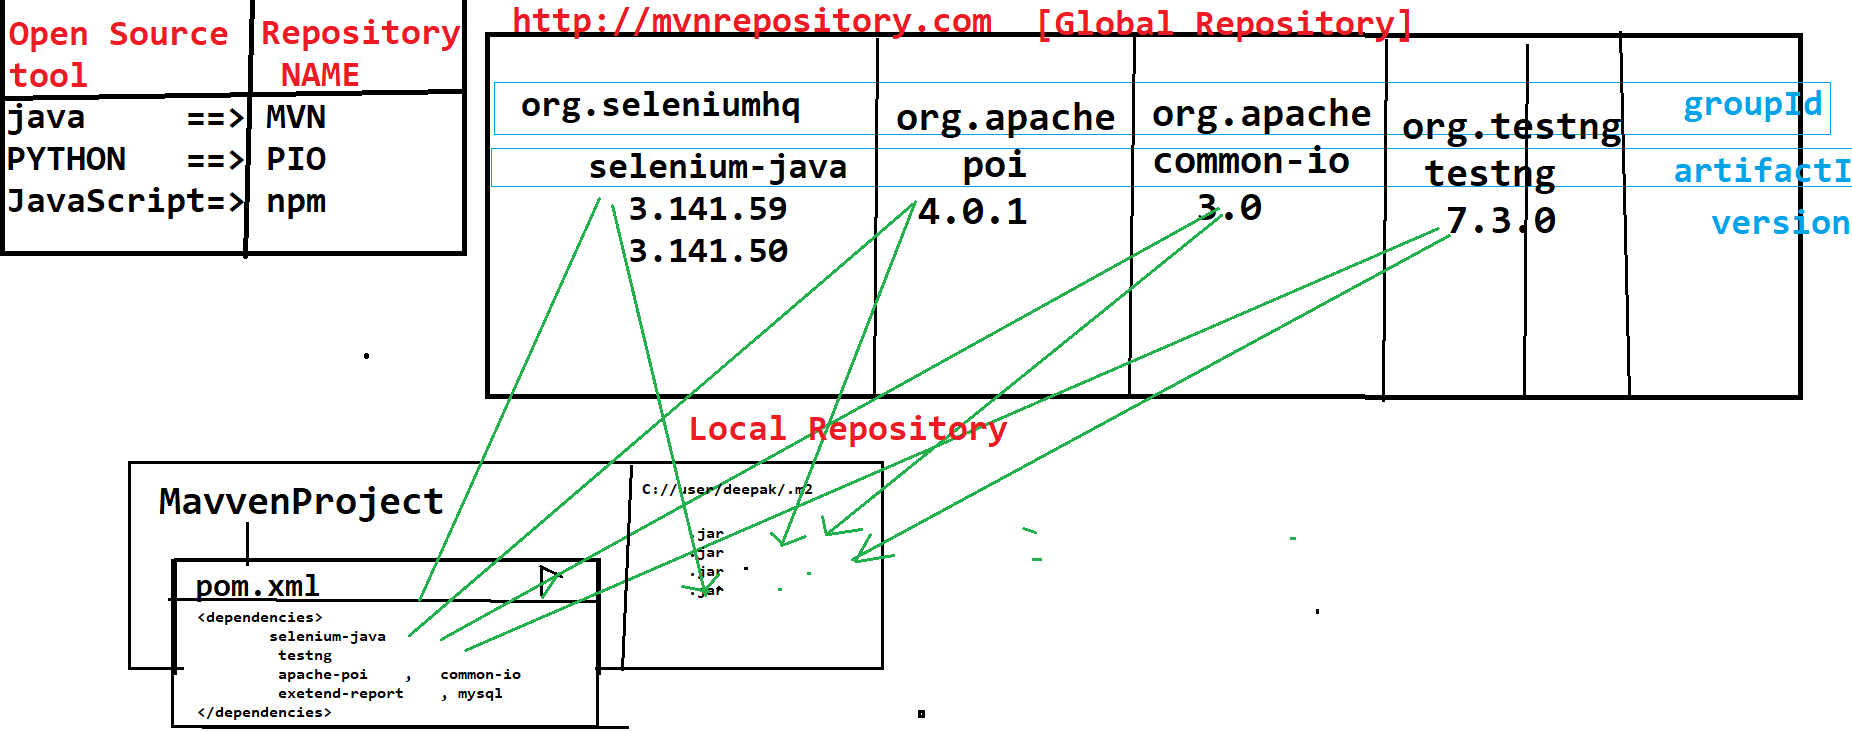 Open Source Repository
tool NAME
java ==> MVN
PYTHON ==> PIO
JavaScript=> npm
http://mvnrepository.com [Global Repository]
org.seleniumhq org.apache org.apache org.testng groupId
selenium-java poi common-io testng artifactI
3.141.59 4.0.1 3.0 7.3.0 version
3.141.50
Local Repository
MavvenProject
C://user/deepak/.m2
.jar
.jar
.jar
.jar
pom.xml
<dependencies>
selenium-java
testng
apache-poi , common-io
exetend-report , mysql
</dependencies>